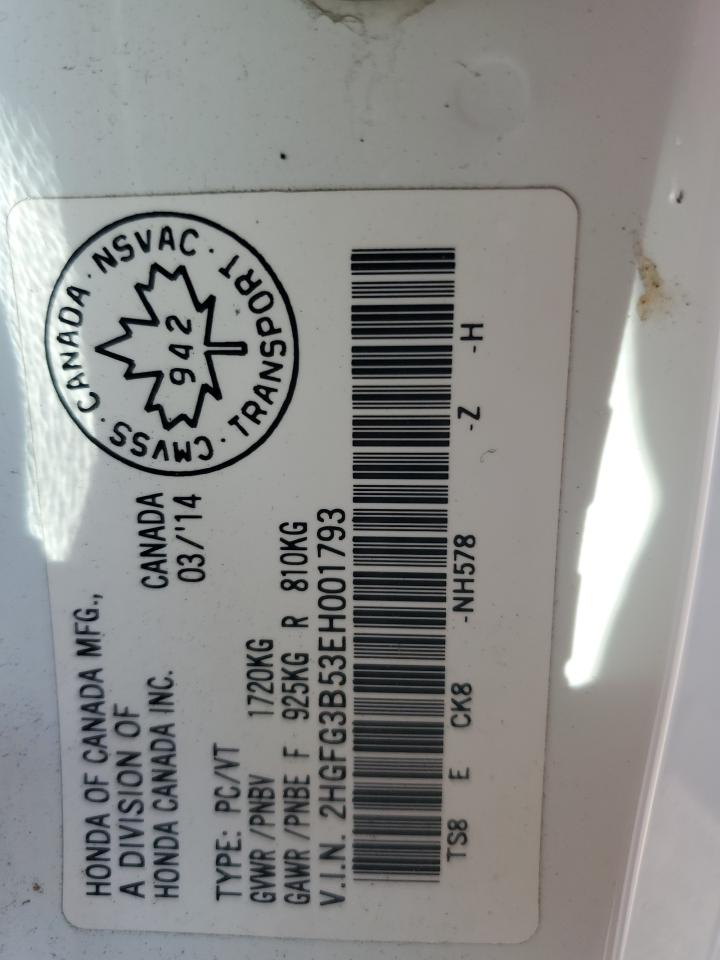 HONDA OF CANADA MFG.,
A DIVISION OF
HONDA CANADA INC.
CANADA
03/'14
CMVSS · CANADA · NSVAC · TRANSPORT ·
942
TYPE: PC/VT
GVWR /PNBV 1720KG
GAWR /PNBE F 925KG R 810KG
V.I.N. 2HGFG3B53EH001793
TS8 E CK8 -NH578 -Z -H